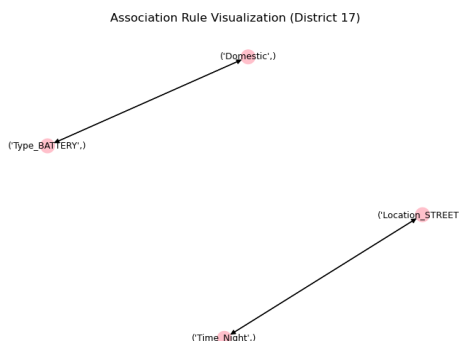 Association Rule Visualization (District 17)
('Domestic',)
('Type_BATTERY',)
('Location_STREET
('Time_Night',)